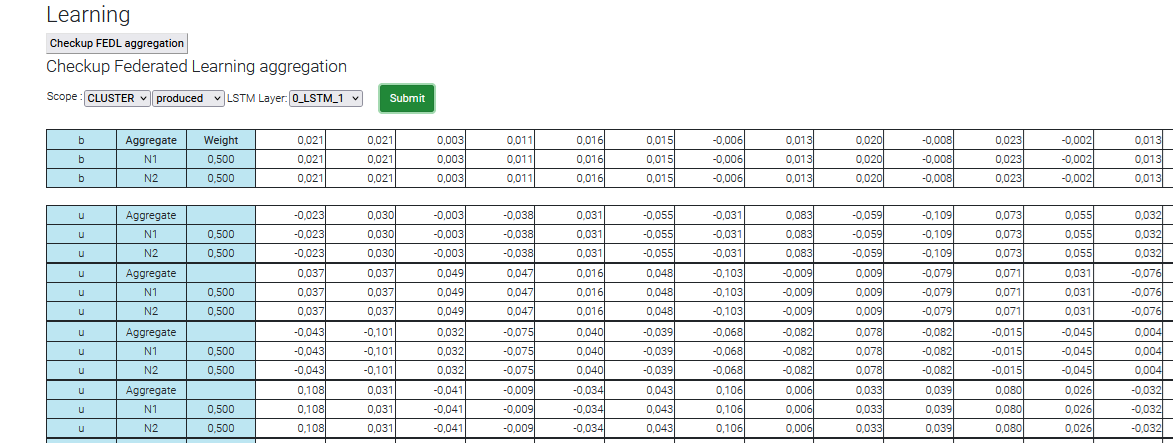 Learning
Checkup FEDL aggregation
Checkup Federated Learning aggregation
Scope : CLUSTER produced LSTM Layer: 0_LSTM_1 Submit
b Aggregate Weight 0,021 0,021 0,003 0,011 0,016 0,015 -0,006 0,013 0,020 -0,008 0,023 -0,002 0,013
b N1 0,500 0,021 0,021 0,003 0,011 0,016 0,015 -0,006 0,013 0,020 -0,008 0,023 -0,002 0,013
b N2 0,500 0,021 0,021 0,003 0,011 0,016 0,015 -0,006 0,013 0,020 -0,008 0,023 -0,002 0,013
u Aggregate -0,023 0,030 -0,003 -0,038 0,031 -0,055 -0,031 0,083 -0,059 -0,109 0,073 0,055 0,032
u N1 0,500 -0,023 0,030 -0,003 -0,038 0,031 -0,055 -0,031 0,083 -0,059 -0,109 0,073 0,055 0,032
u N2 0,500 -0,023 0,030 -0,003 -0,038 0,031 -0,055 -0,031 0,083 -0,059 -0,109 0,073 0,055 0,032
u Aggregate 0,037 0,037 0,049 0,047 0,016 0,048 -0,103 -0,009 0,009 -0,079 0,071 0,031 -0,076
u N1 0,500 0,037 0,037 0,049 0,047 0,016 0,048 -0,103 -0,009 0,009 -0,079 0,071 0,031 -0,076
u N2 0,500 0,037 0,037 0,049 0,047 0,016 0,048 -0,103 -0,009 0,009 -0,079 0,071 0,031 -0,076
u Aggregate -0,043 -0,101 0,032 -0,075 0,040 -0,039 -0,068 -0,082 0,078 -0,082 -0,015 -0,045 0,004
u N1 0,500 -0,043 -0,101 0,032 -0,075 0,040 -0,039 -0,068 -0,082 0,078 -0,082 -0,015 -0,045 0,004
u N2 0,500 -0,043 -0,101 0,032 -0,075 0,040 -0,039 -0,068 -0,082 0,078 -0,082 -0,015 -0,045 0,004
u Aggregate 0,108 0,031 -0,041 -0,009 -0,034 0,043 0,106 0,006 0,033 0,039 0,080 0,026 -0,032
u N1 0,500 0,108 0,031 -0,041 -0,009 -0,034 0,043 0,106 0,006 0,033 0,039 0,080 0,026 -0,032
u N2 0,500 0,108 0,031 -0,041 -0,009 -0,034 0,043 0,106 0,006 0,033 0,039 0,080 0,026 -0,032